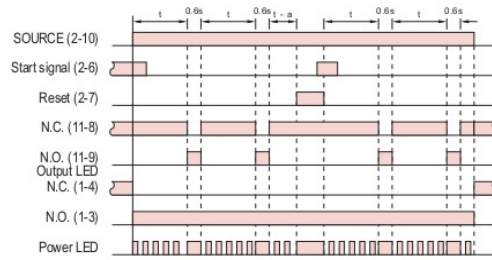 t 0.6s t 0.6s t - a t 0.6s t 0.6s
SOURCE (2-10)
Start signal (2-6)
Reset (2-7)
N.C. (11-8)
N.O. (11-9)
Output LED
N.C. (1-4)
N.O. (1-3)
Power LED